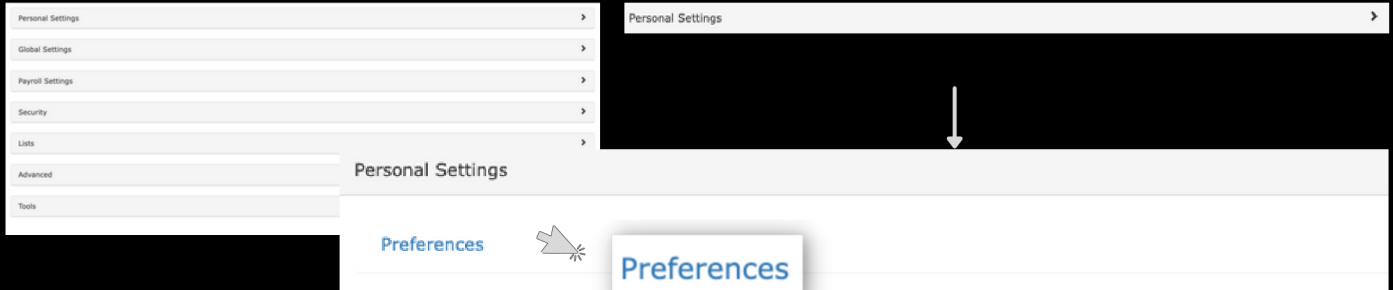 Personal Settings
Global Settings
Payroll Settings
Security
Lists
Advanced
Tools
Personal Settings
Personal Settings
Preferences
Preferences